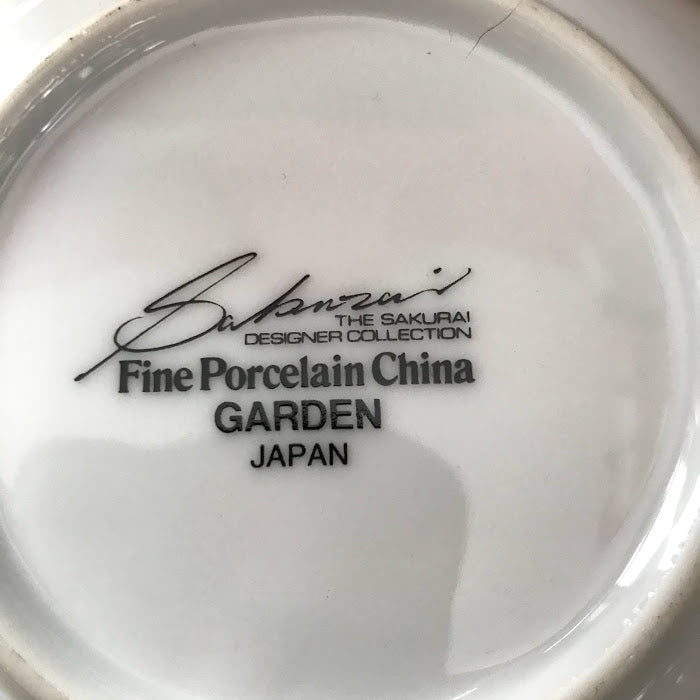 Sakurai
THE SAKURAI
DESIGNER COLLECTION
Fine Porcelain China
GARDEN
JAPAN